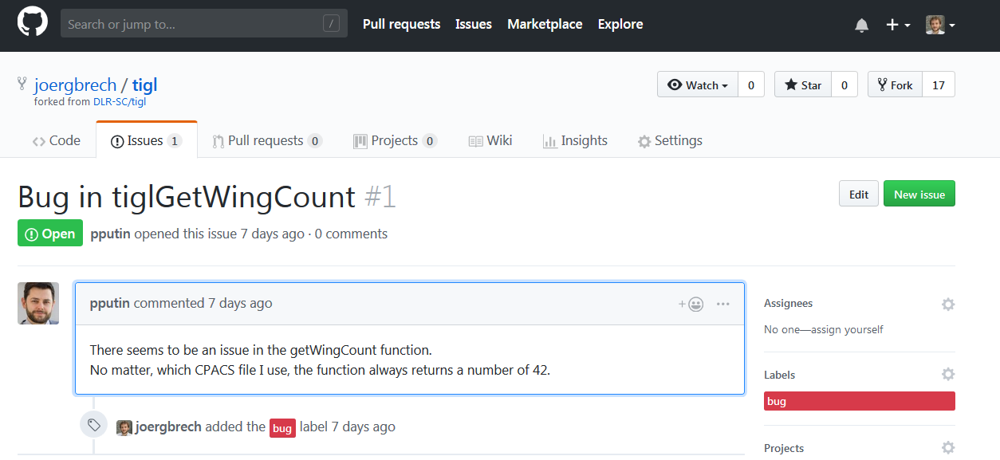 Search or jump to... /
Pull requests Issues Marketplace Explore
joergbrech / tigl
forked from DLR-SC/tigl
Watch 0 Star 0 Fork 17
Code Issues 1 Pull requests 0 Projects 0 Wiki Insights Settings
Bug in tiglGetWingCount #1
Edit New issue
Open pputin opened this issue 7 days ago · 0 comments
pputin commented 7 days ago
There seems to be an issue in the getWingCount function.
No matter, which CPACS file I use, the function always returns a number of 42.
joergbrech added the bug label 7 days ago
Assignees
No one—assign yourself
Labels
bug
Projects